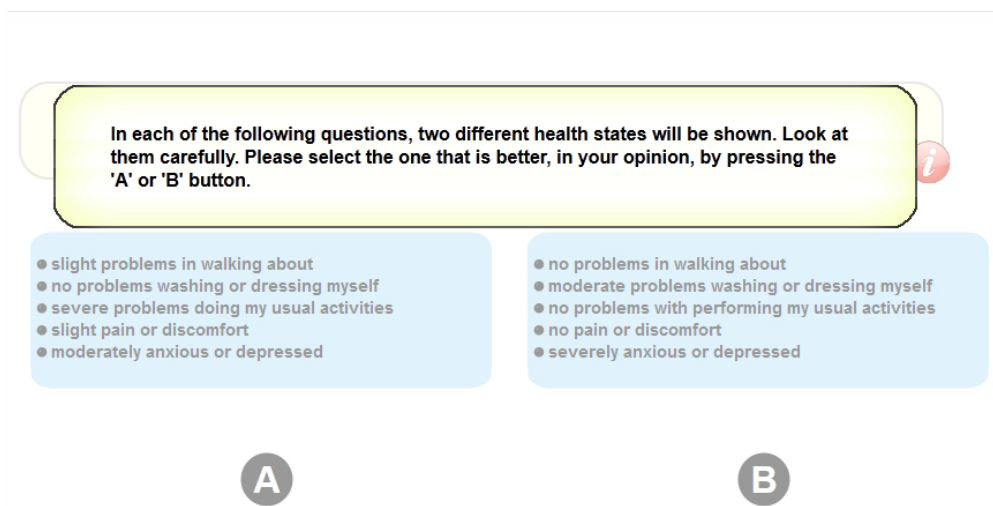 In each of the following questions, two different health states will be shown. Look at
them carefully. Please select the one that is better, in your opinion, by pressing the
'A' or 'B' button.
i
● slight problems in walking about
● no problems washing or dressing myself
● severe problems doing my usual activities
● slight pain or discomfort
● moderately anxious or depressed
● no problems in walking about
● moderate problems washing or dressing myself
● no problems with performing my usual activities
● no pain or discomfort
● severely anxious or depressed
A
B